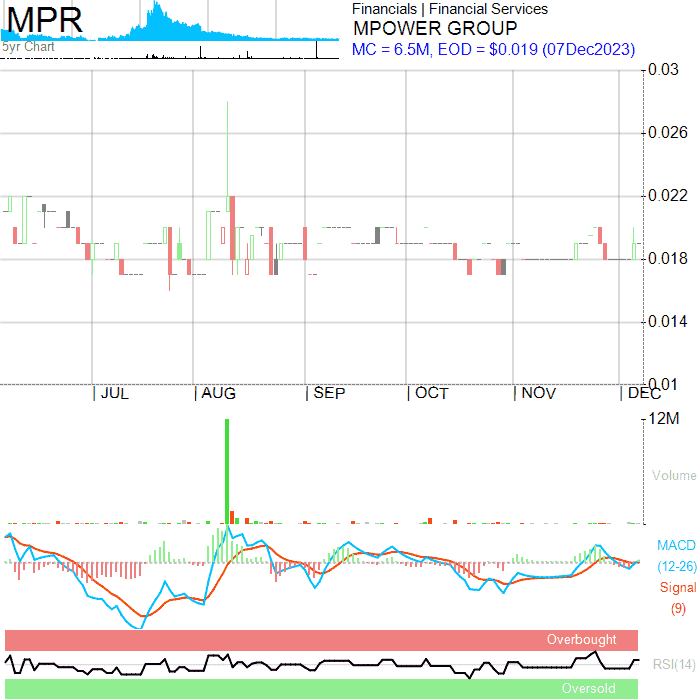 MPR
5yr Chart
Financials | Financial Services
MPOWER GROUP
MC = 6.5M, EOD = $0.019 (07Dec2023)
0.03
0.026
0.022
0.018
0.014
0.01
JUL AUG SEP OCT NOV DEC
12M
Volume
MACD
(12-26)
Signal
(9)
Overbought
RSI(14)
Oversold